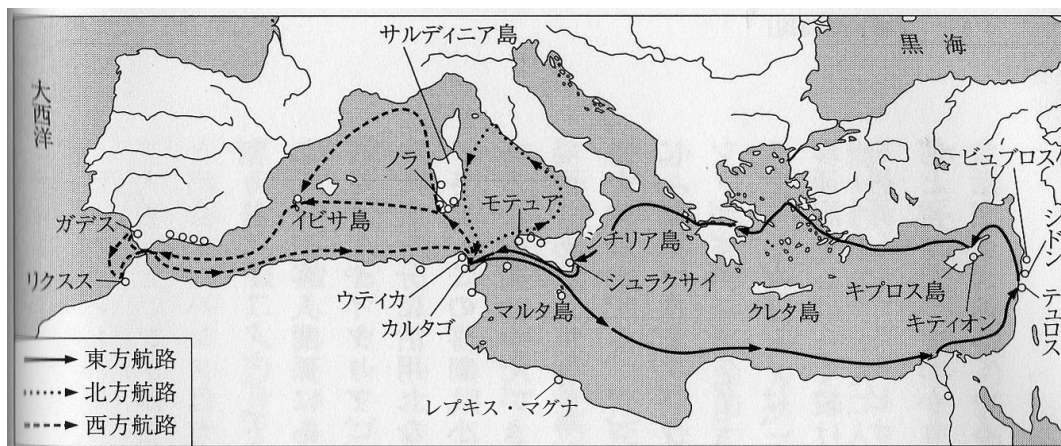 サルディニア島
黒海
大西洋
ビュブロス
ノラ
シドン
ガデス
イビサ島
モテュア
シチリア島
リクスス
シュラクサイ
ウティカ
マルタ島
クレタ島
キプロス島
テュロス
カルタゴ
キティオン
東方航路
北方航路
レプキス・マグナ
西方航路